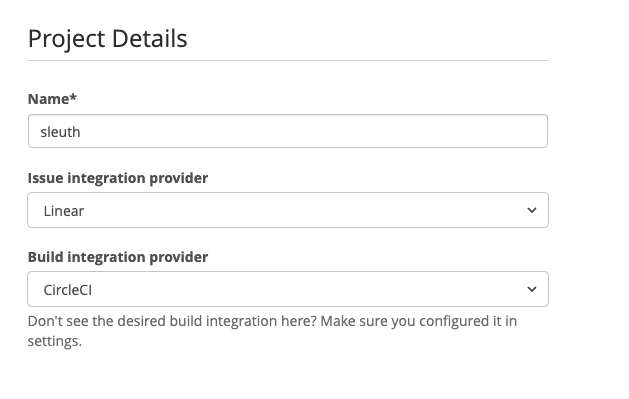 Project Details
Name*
sleuth
Issue integration provider
Linear
Build integration provider
CircleCI
Don't see the desired build integration here? Make sure you configured it in
settings.